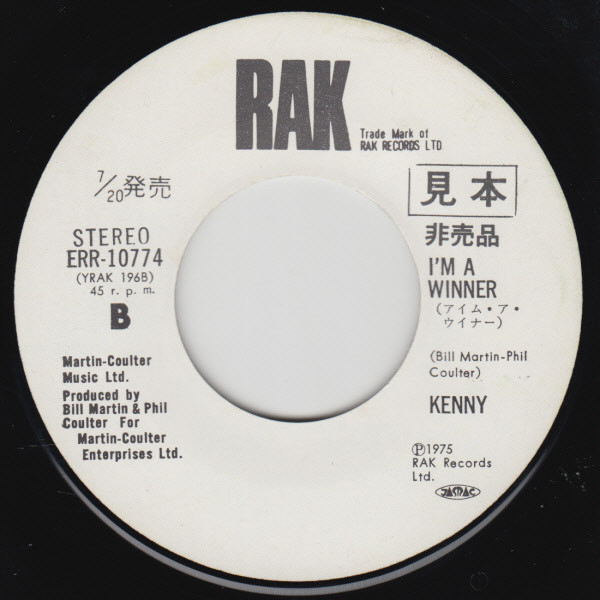 RAK
Trade Mark of
RAK RECORDS LTD
7/20発売
見本
非売品
STEREO
ERR-10774
(YRAK 196B)
45 r.p.m.
B
I'M A
WINNER
(アイム・ア・
ウイナー)
(Bill Martin-Phil
Coulter)
KENNY
Martin-Coulter
Music Ltd.
Produced by
Bill Martin & Phil
Coulter For
Martin-Coulter
Enterprises Ltd.
Ⓟ1975
RAK Records
Ltd.
JASRAC